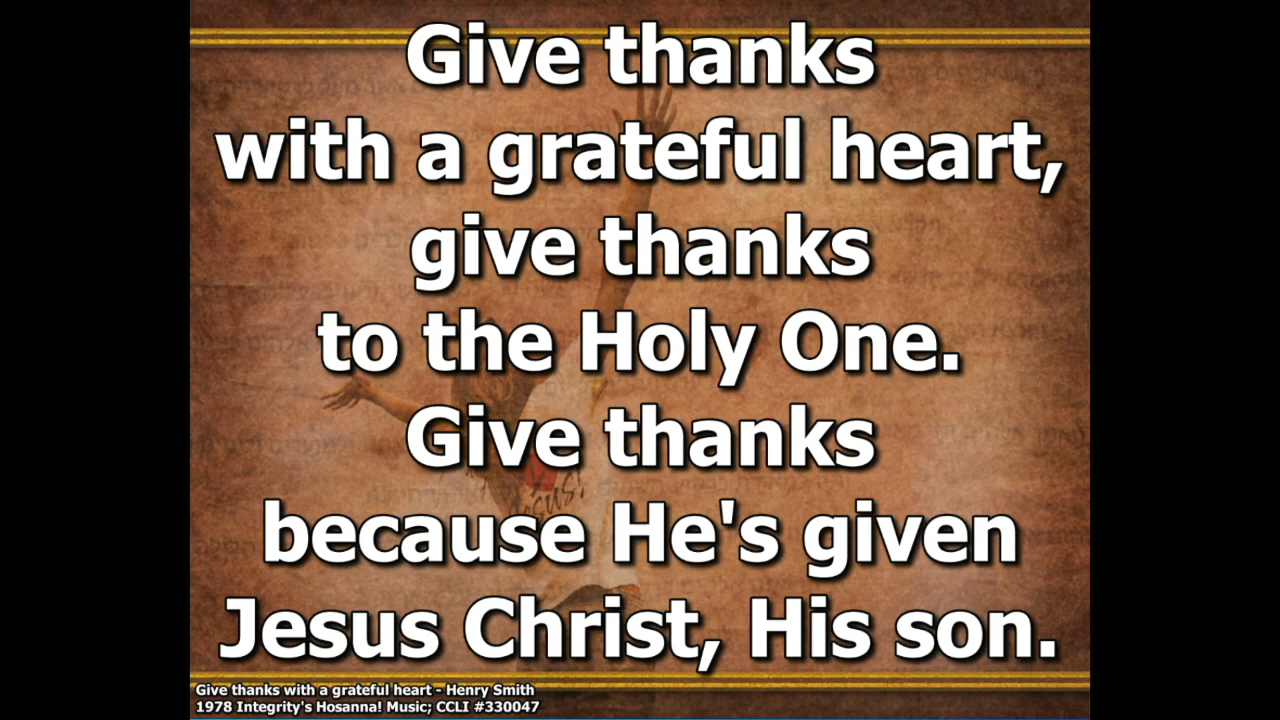 Give thanks
with a grateful heart,
give thanks
to the Holy One.
Give thanks
because He's given
Jesus Christ, His son.
Give thanks with a grateful heart - Henry Smith
1978 Integrity's Hosanna! Music; CCLI #330047